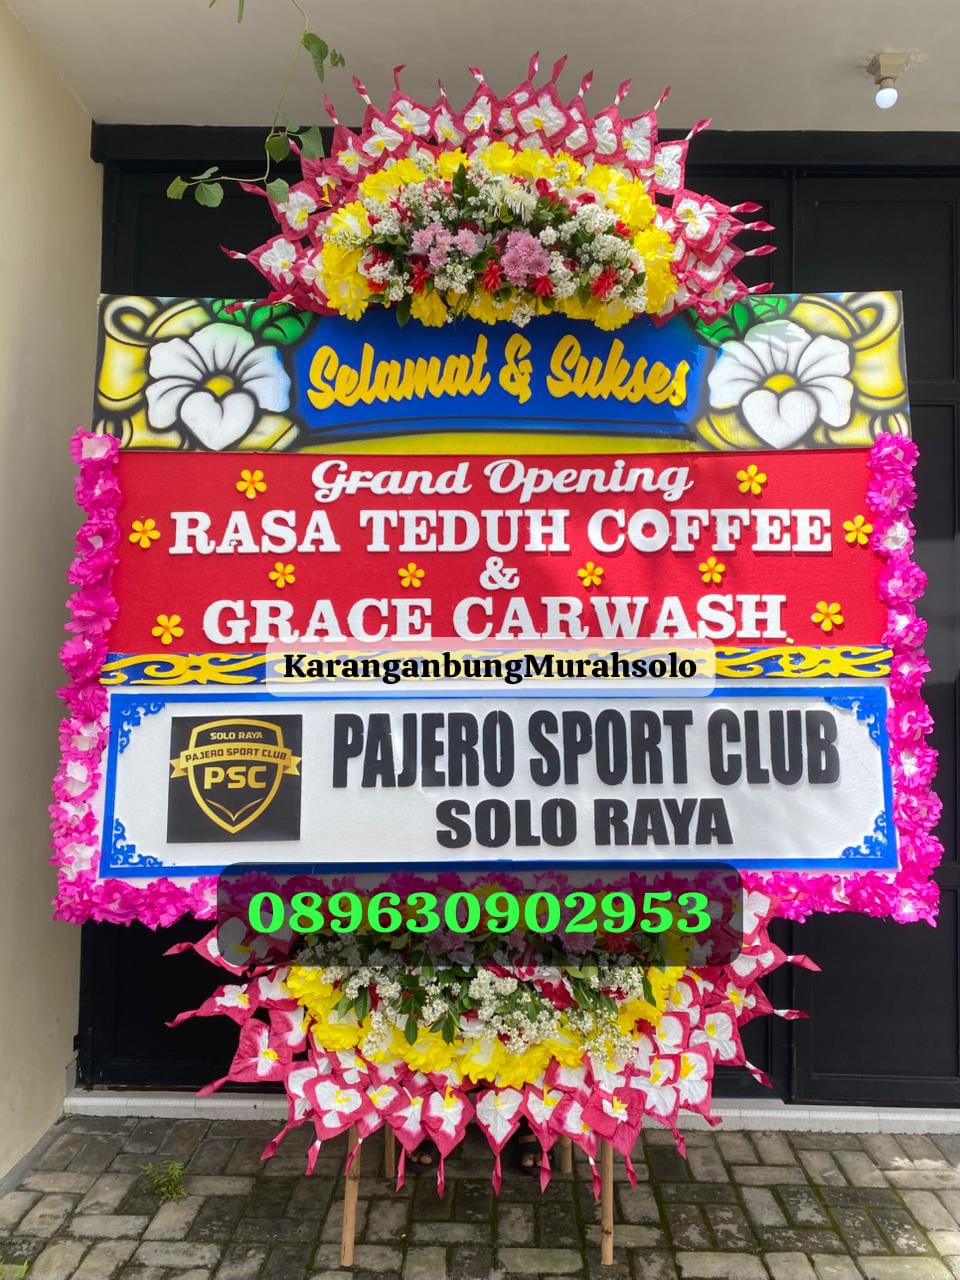 Selamat & Sukses
Grand Opening
RASA TEDUH COFFEE
&
GRACE CARWASH
KaranganbungMurahsolo
SOLO RAYA
PAJERO SPORT CLUB
PSC
PAJERO SPORT CLUB
SOLO RAYA
089630902953